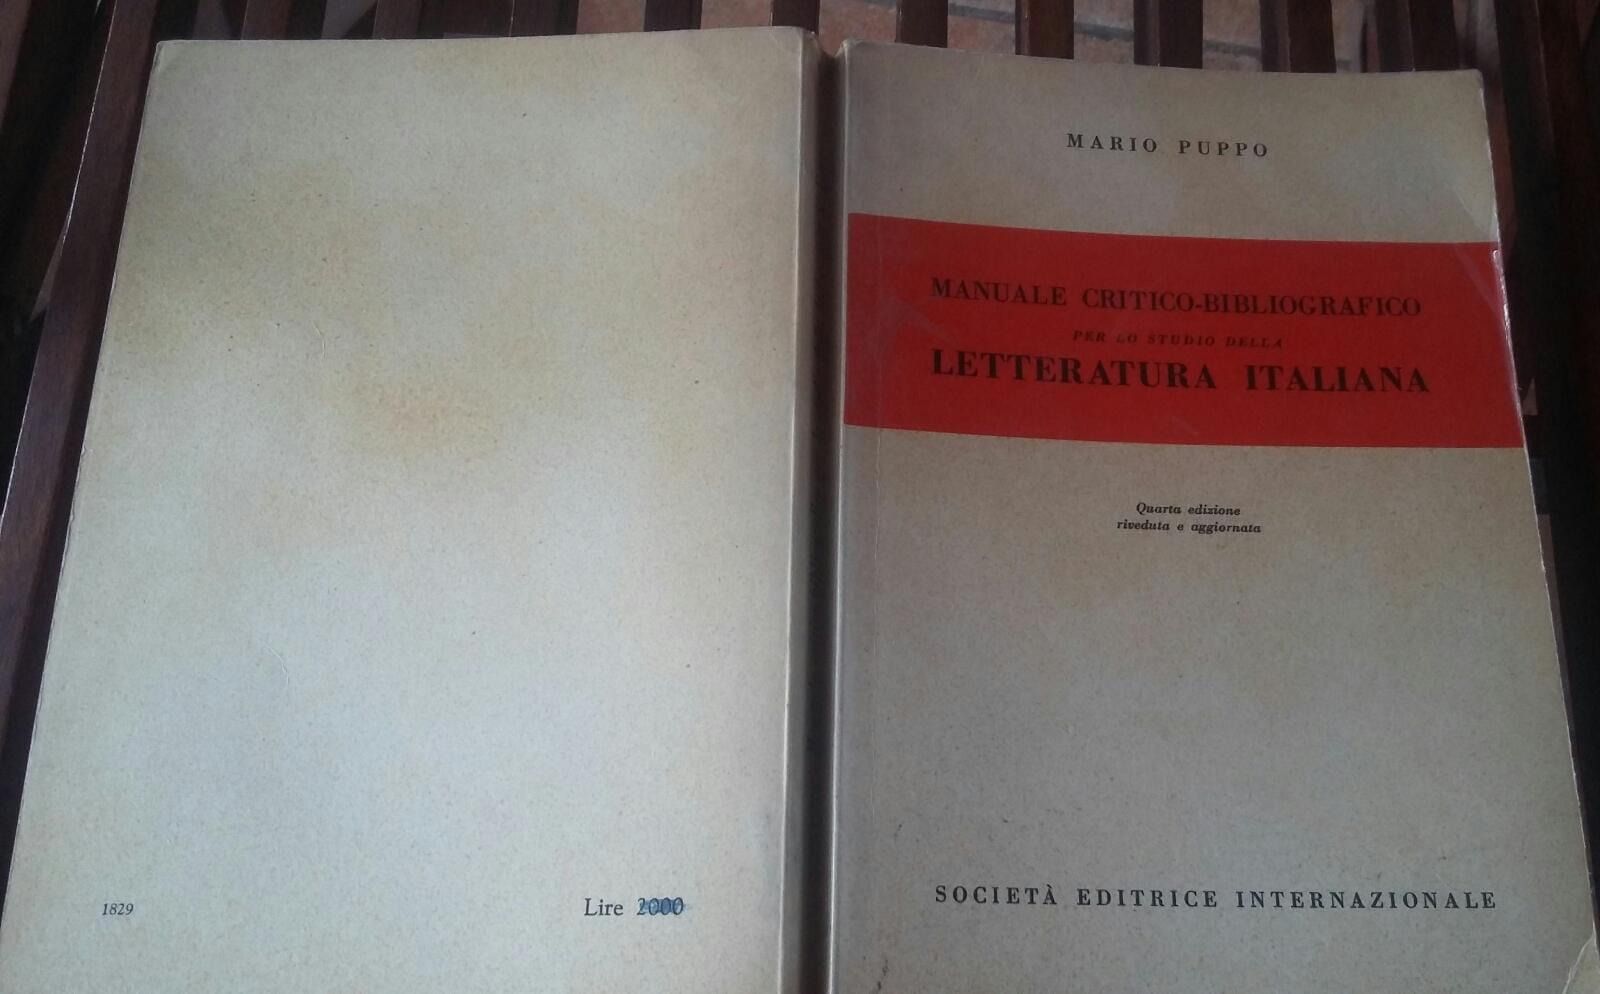 MARIO PUPPO
MANUALE CRITICO-BIBLIOGRAFICO
PER LO STUDIO DELLA
LETTERATURA ITALIANA
Quarta edizione
riveduta e aggiornata
SOCIETÀ EDITRICE INTERNAZIONALE
1829
Lire 2000